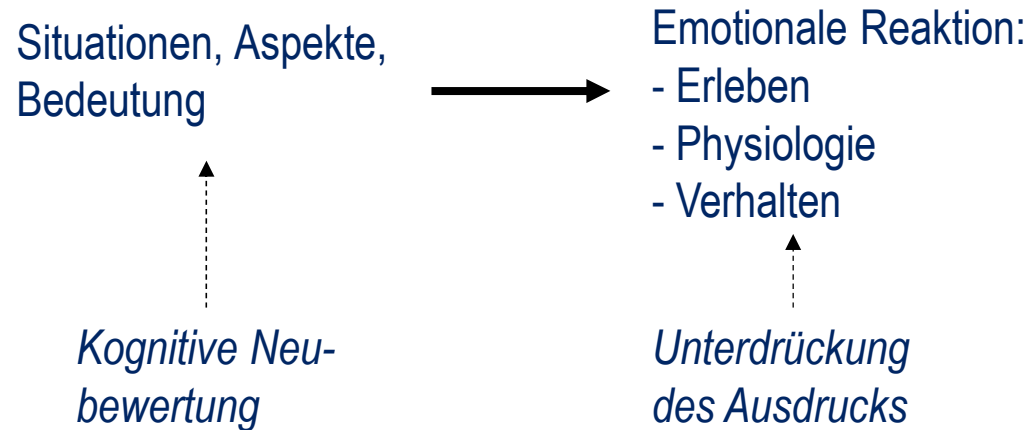 Situationen, Aspekte,
Bedeutung
Emotionale Reaktion:
- Erleben
- Physiologie
- Verhalten
Kognitive Neu-
bewertung
Unterdrückung
des Ausdrucks